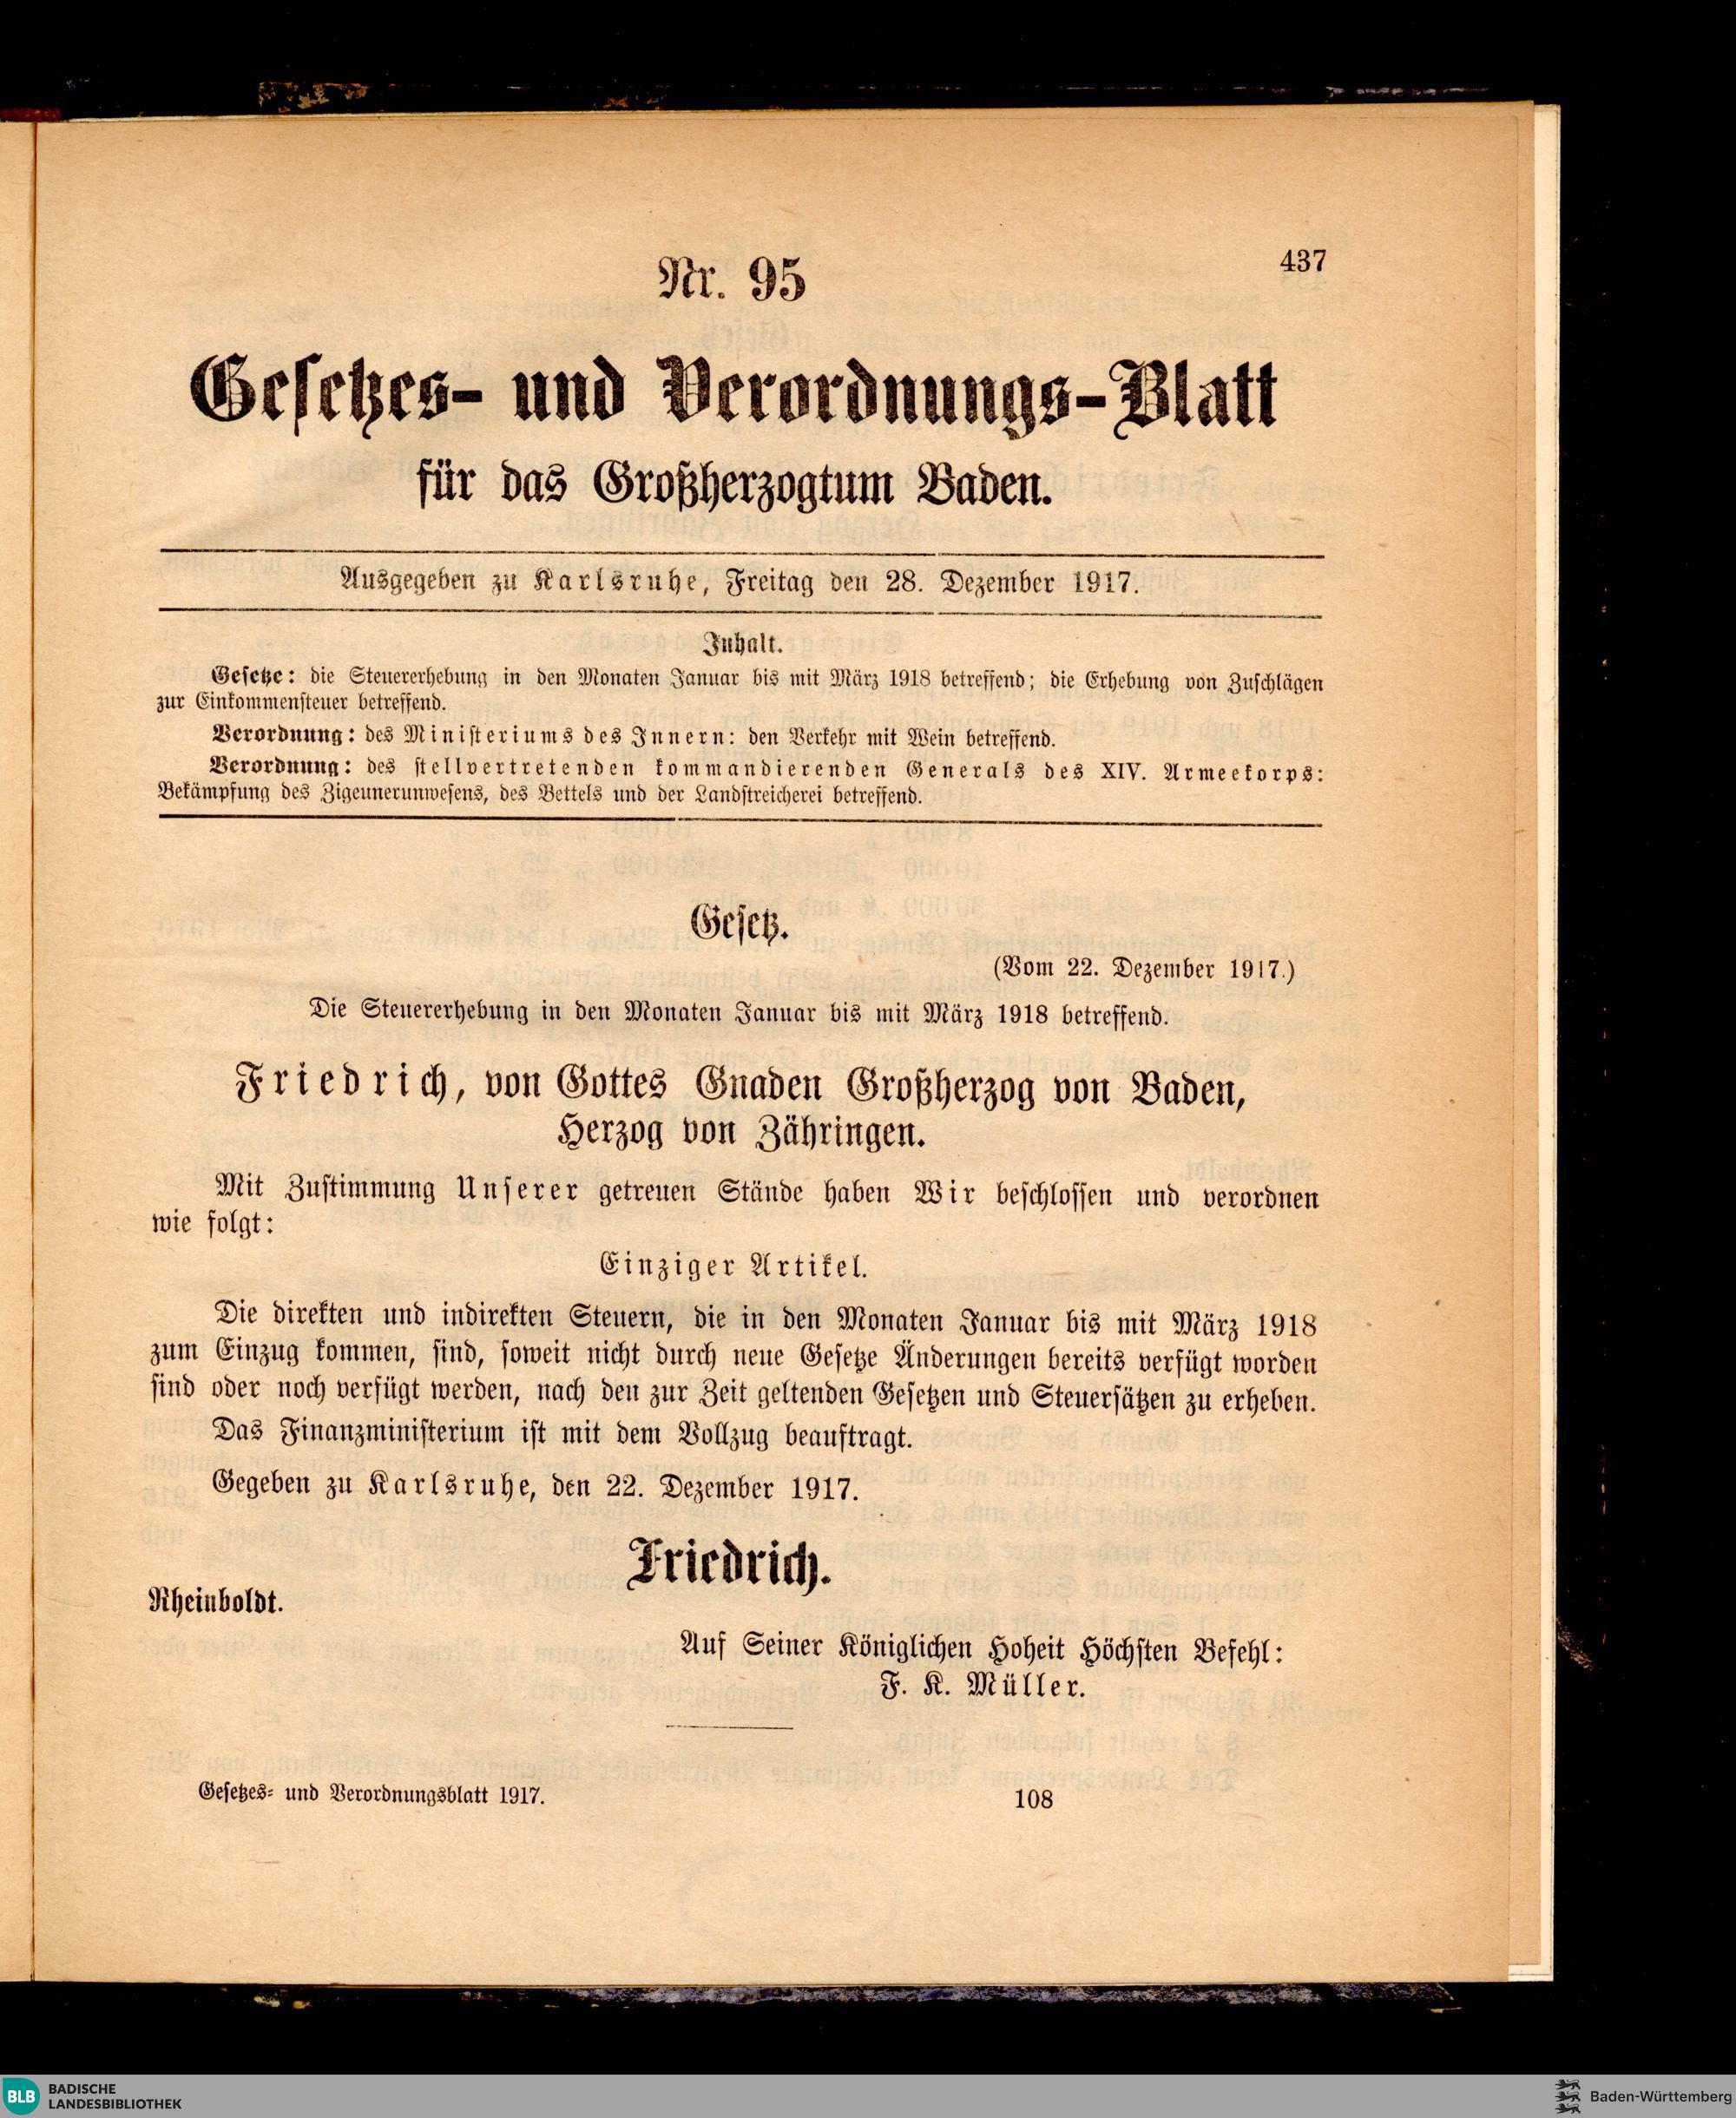 437
Nr. 95
Gesetzes- und Verordnungs-Blatt
für das Großherzogtum Baden.
Ausgegeben zu Karlsruhe, Freitag den 28. Dezember 1917.
Inhalt.
Gesetze: die Steuererhebung in den Monaten Januar bis mit März 1918 betreffend; die Erhebung von Zuschlägen
zur Einkommensteuer betreffend.
Verordnung: des Ministeriums des Innern: den Verkehr mit Wein betreffend.
Verordnung: des stellvertretenden kommandierenden Generals des XIV. Armeekorps:
Bekämpfung des Zigeunerunwesens, des Bettels und der Landstreicherei betreffend.
Gesetz.
(Vom 22. Dezember 1917.)
Die Steuererhebung in den Monaten Januar bis mit März 1918 betreffend.
Friedrich, von Gottes Gnaden Großherzog von Baden,
Herzog von Zähringen.
Mit Zustimmung Unserer getreuen Stände haben Wir beschlossen und verordnen
wie folgt:
Einziger Artikel.
Die direkten und indirekten Steuern, die in den Monaten Januar bis mit März 1918
zum Einzug kommen, sind, soweit nicht durch neue Gesetze Änderungen bereits verfügt worden
sind oder noch verfügt werden, nach den zur Zeit geltenden Gesetzen und Steuersätzen zu erheben.
Das Finanzministerium ist mit dem Vollzug beauftragt.
Gegeben zu Karlsruhe, den 22. Dezember 1917.
Friedrich.
Rheinboldt.
Auf Seiner Königlichen Hoheit Höchsten Befehl:
F. K. Müller.
Gesetzes- und Verordnungsblatt 1917.
108
BLB BADISCHE
LANDESBIBLIOTHEK
Baden-Württemberg